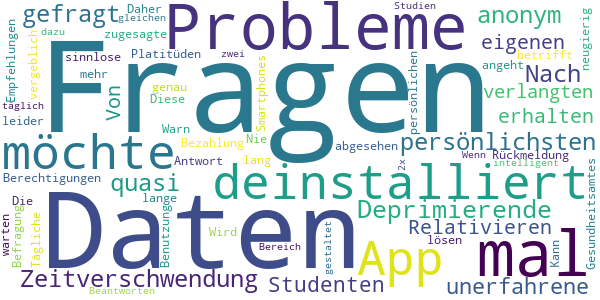 Fragen
Daten
Probleme
deinstalliert
mal
möchte
App
gefragt
Daher
gleichen
Studien
zugesagte
dazu
Platitüden
zwei
anonym
eigenen
betrifft
neugierig
Empfehlungen
vergeblich
sinnlose
mehr
genau
Smartphones
persönlichen
Nach
angeht
täglich
Von
Diese
Bezahlung
verlangten
Warn
Nie
abgesehen
erhalten
leider
Antwort
lang
2x
persönlichsten
Wenn
Rückmeldung
Berechtigungen
quasi
intelligent
Die
lange
Deprimierende
warten
Befragung
Tägliche
Benutzung
Wird
Bereich
gestaltet
Relativieren
lösen
Kann
Gesundheitsamtes
Zeitverschwendung
Studenten
unerfahrene
Beantworten